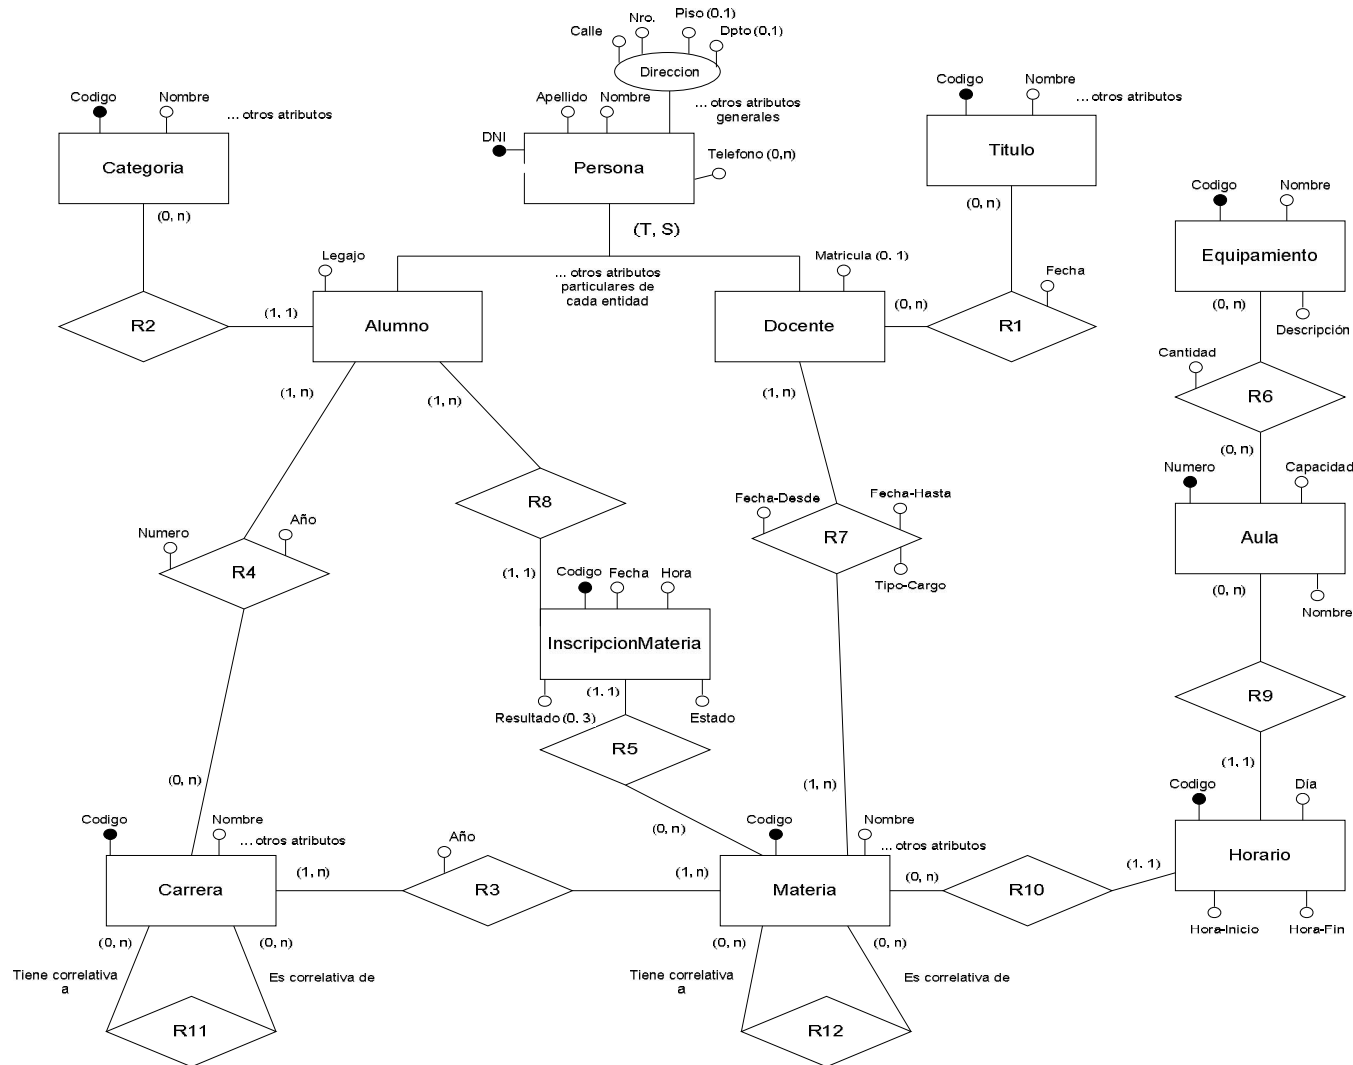 Piso (0.1)
Nro.
Calle
Dpto (0,1)
Direccion
Codigo
Nombre
... otros atributos
Apellido
Nombre
... otros atributos
generales
Codigo
Nombre
... otros atributos
DNI
Categoria
Persona
Telefono (0,n)
Titulo
Codigo
Nombre
(0, n)
(T, S)
(0, n)
Equipamiento
Legajo
... otros atributos
particulares de
cada entidad
Matricula (0. 1)
Fecha
(0, n)
R2
(1, 1)
Alumno
Docente
(0, n)
R1
Descripción
Cantidad
(1, n)
(1, n)
(1, n)
R6
(0, n)
Numero
Capacidad
R8
Fecha-Desde
Fecha-Hasta
Numero
Año
R7
Aula
R4
(1, 1)
Codigo
Fecha
Hora
Tipo-Cargo
(0, n)
Nombre
InscripcionMateria
(1. 1)
R9
Resultado (0. 3)
Estado
R5
(0, n)
(1, n)
(1. 1)
Codigo
Día
Codigo
Nombre
... otros atributos
Año
(0, n)
Codigo
Nombre
... otros atributos
Horario
(1, n)
(1, n)
(0, n)
(1. 1)
Carrera
R3
Materia
R10
Hora-Inicio
Hora-Fin
(0, n)
(0, n)
(0, n)
(0, n)
Tiene correlativa
a
Es correlativa de
Tiene correlativa
a
Es correlativa de
R11
R12